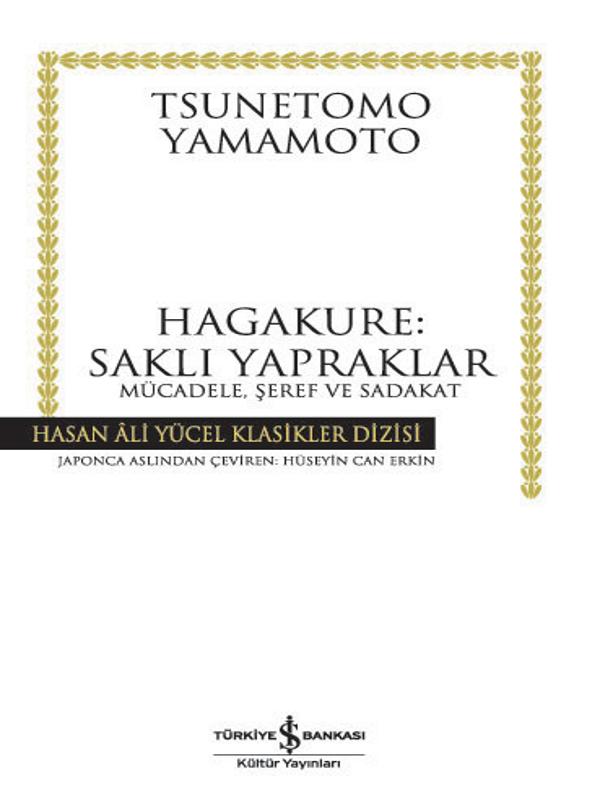 TSUNETOMO
YAMAMOTO
HAGAKURE:
SAKLI YAPRAKLAR
MÜCADELE, ŞEREF VE SADAKAT
HASAN ÂLİ YÜCEL KLASİKLER DİZİSİ
JAPONCA ASLINDAN ÇEVİREN: HÜSEYİN CAN ERKİN
TÜRKİYE İŞ BANKASI
Kültür Yayınları